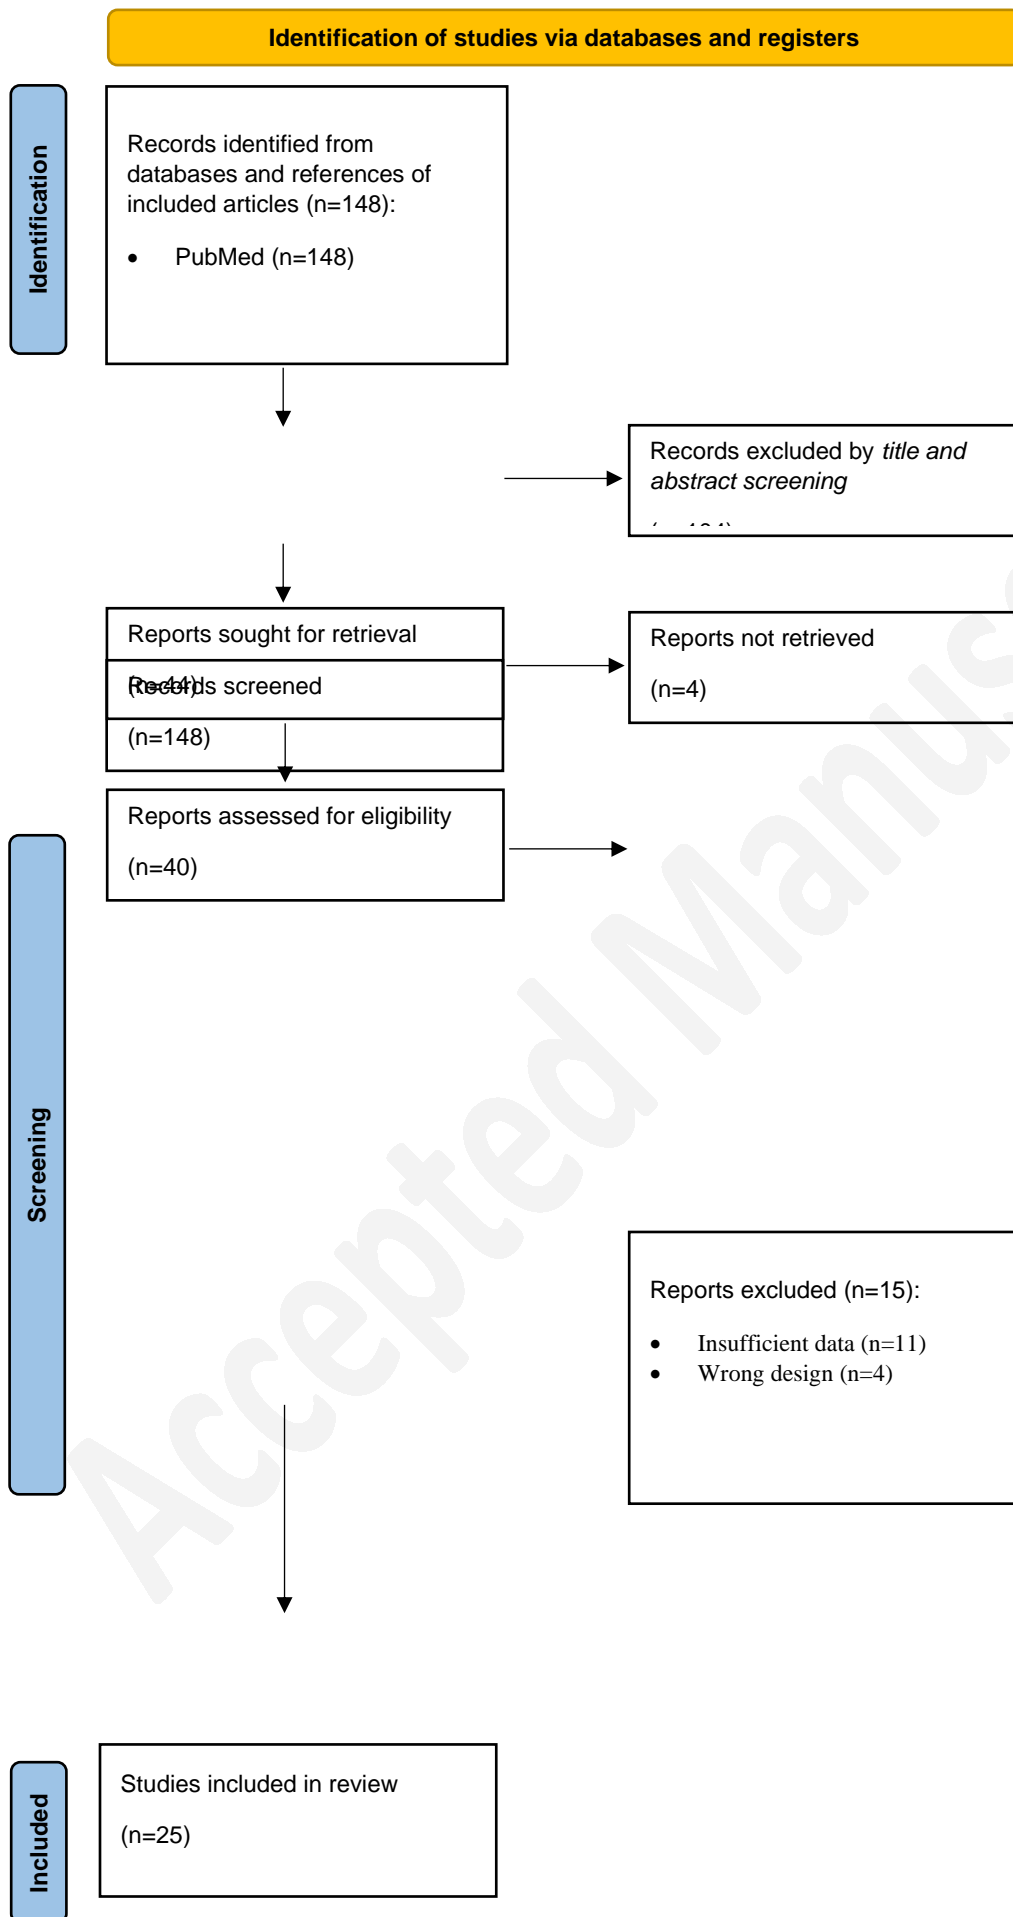 Identification of studies via databases and registers
Identification
Records identified from
databases and references of
included articles (n=148):
• PubMed (n=148)
Records excluded by title and
abstract screening
Reports sought for retrieval
(n=44)
Records screened
(n=148)
Reports not retrieved
(n=4)
Reports assessed for eligibility
(n=40)
Screening
Reports excluded (n=15):
• Insufficient data (n=11)
• Wrong design (n=4)
Studies included in review
(n=25)
Included
Accepted Manus